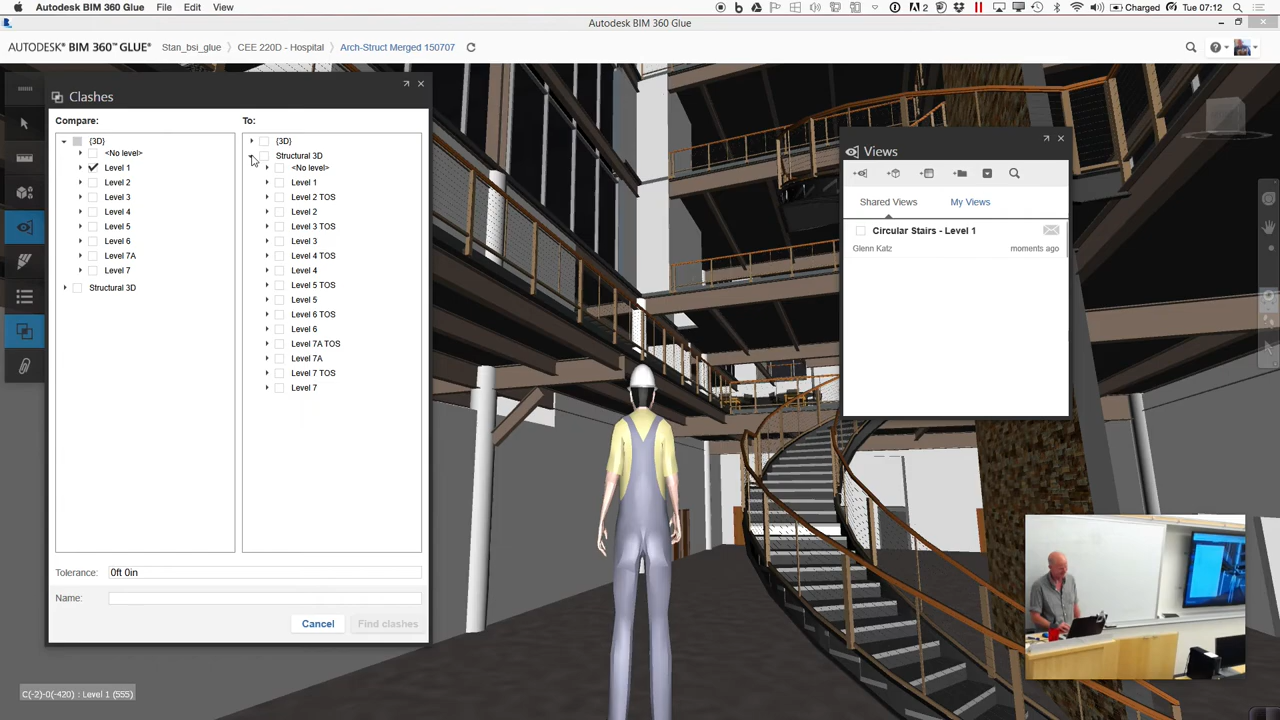 Autodesk BIM 360 Glue File Edit View
2 Charged Tue 07:12
Autodesk BIM 360 Glue
AUTODESK® BIM 360™ GLUE® Stan_bsi_glue CEE 220D - Hospital Arch-Struct Merged 150707
Clashes
Compare:
{3D}
<No level>
Level 1
Level 2
Level 3
Level 4
Level 5
Level 6
Level 7A
Level 7
Structural 3D
To:
{3D}
Structural 3D
<No level>
Level 1
Level 2 TOS
Level 2
Level 3 TOS
Level 3
Level 4 TOS
Level 4
Level 5 TOS
Level 5
Level 6 TOS
Level 6
Level 7A TOS
Level 7A
Level 7 TOS
Level 7
Tolerance: 0ft 0in
Name:
Cancel Find clashes
Views
Shared Views My Views
Circular Stairs - Level 1
Glenn Katz moments ago
C(-2)-0(-420) : Level 1 (555)